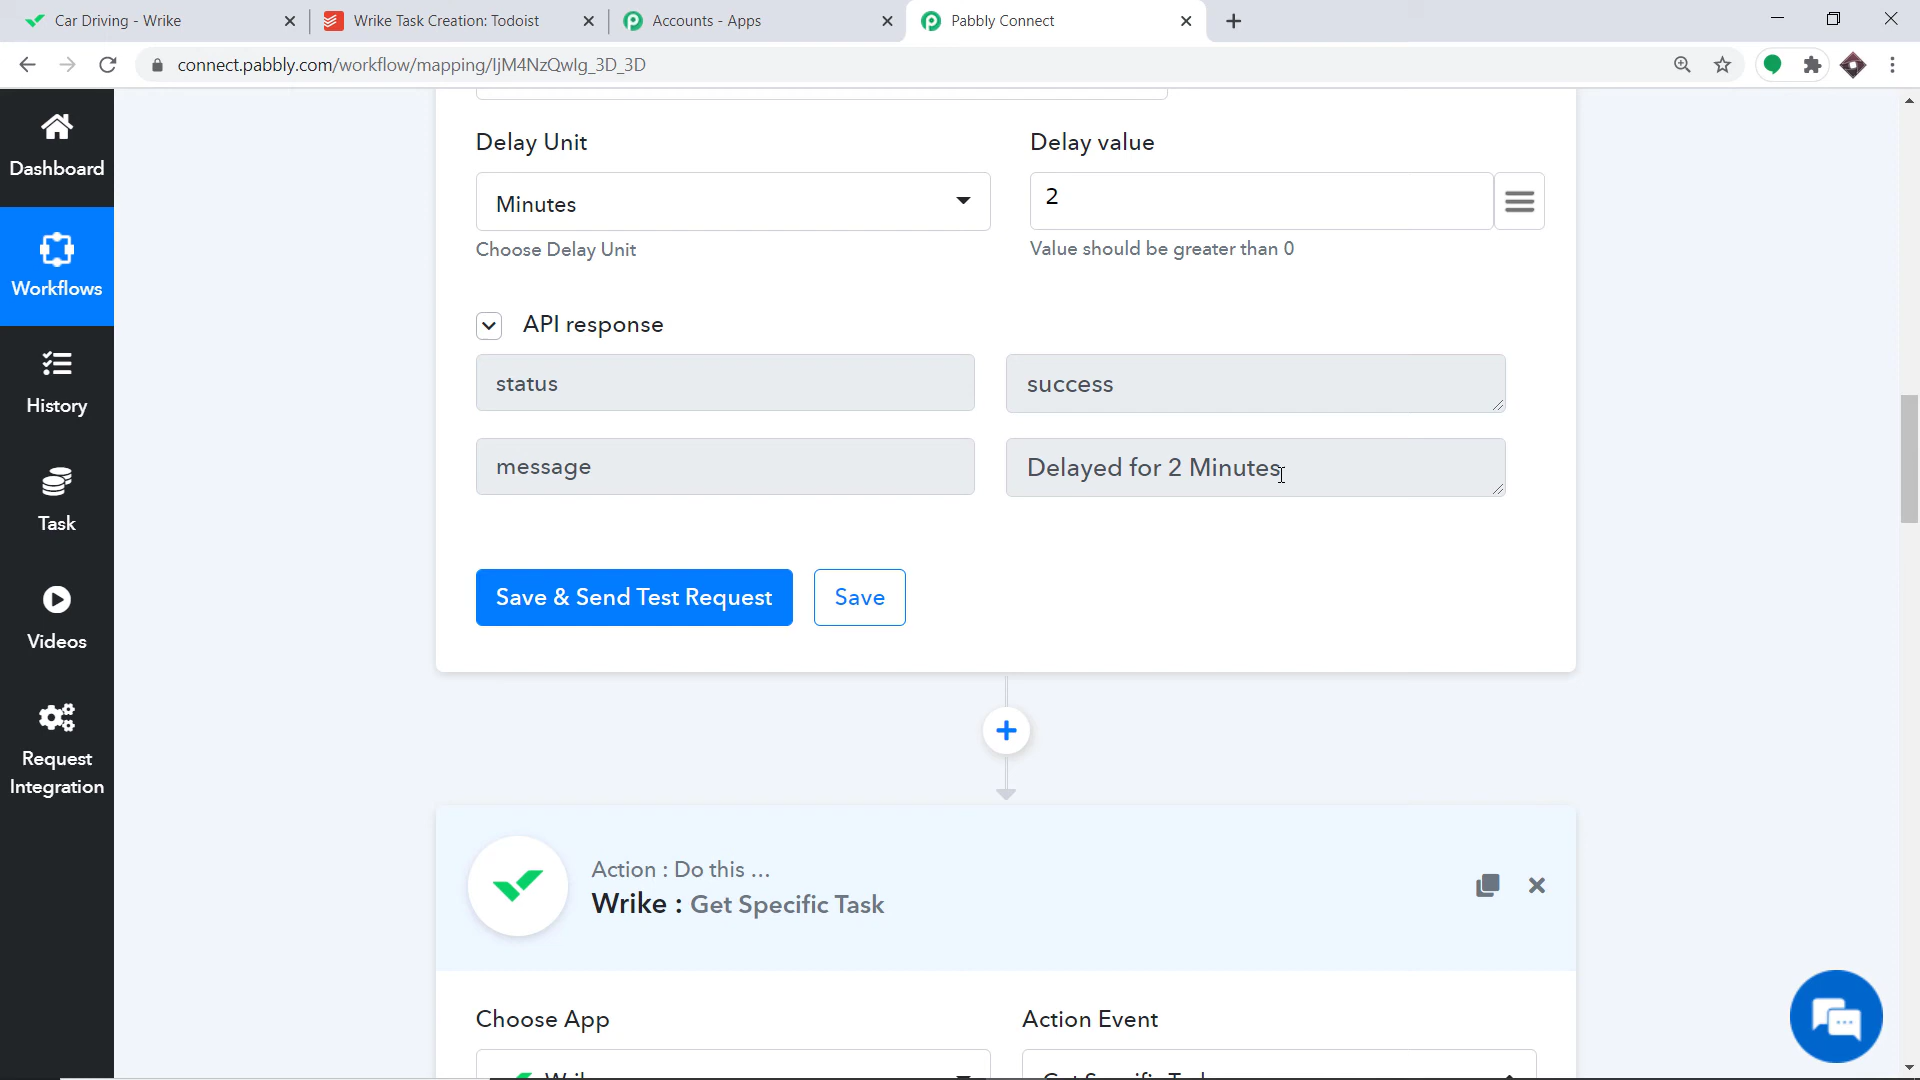 Car Driving - Wrike
Wrike Task Creation: Todoist
Accounts - Apps
Pabbly Connect
connect.pabbly.com/workflow/mapping/IjM4NzQwIg_3D_3D
Dashboard
Workflows
History
Task
Videos
Request
Integration
Delay Unit
Delay value
Minutes
2
Choose Delay Unit
Value should be greater than 0
API response
status
success
message
Delayed for 2 Minutes
Save & Send Test Request
Save
Action : Do this ...
Wrike : Get Specific Task
Choose App
Action Event